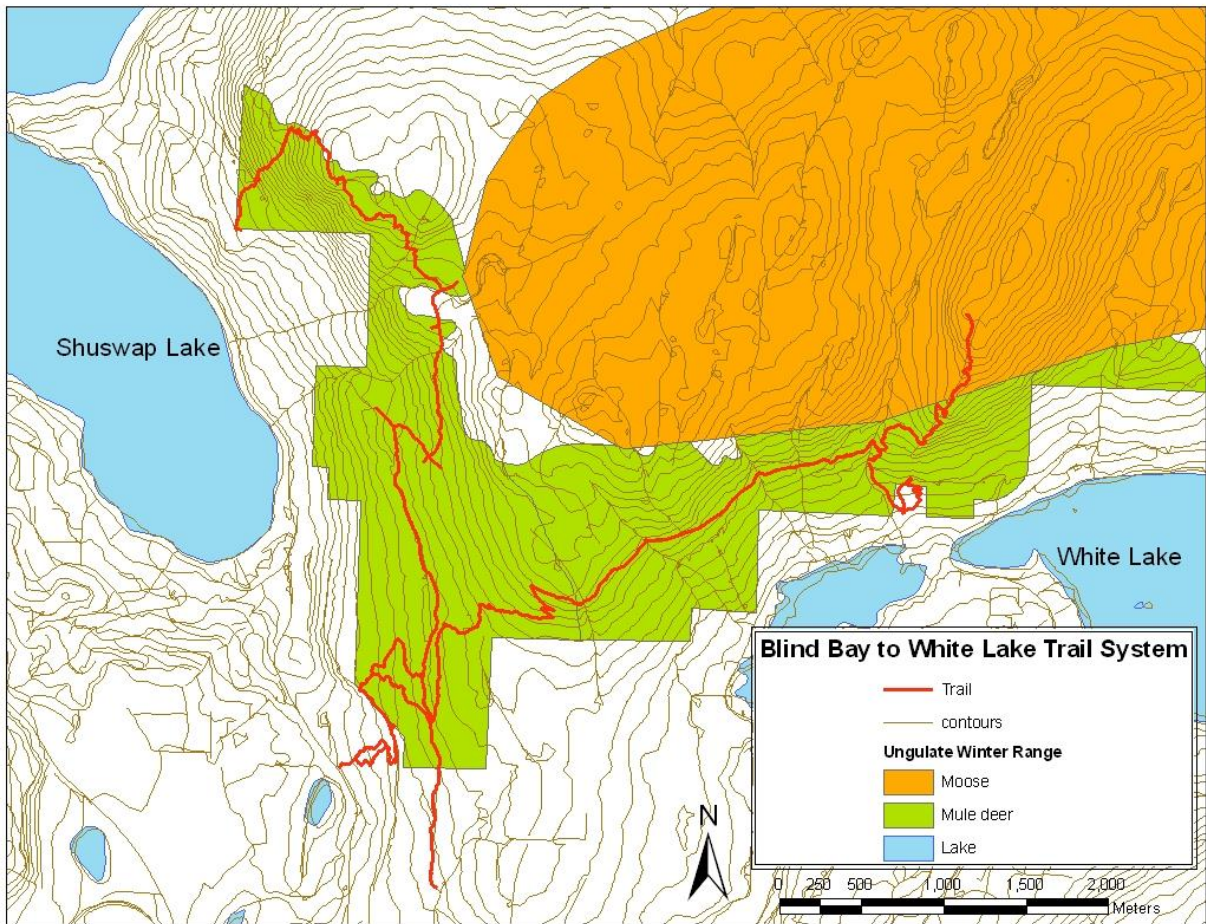 Shuswap Lake
White Lake
Blind Bay to White Lake Trail System
Trail
contours
Ungulate Winter Range
Moose
Mule deer
Lake
N
0 250 500 1,000 1,500 2,000
Meters